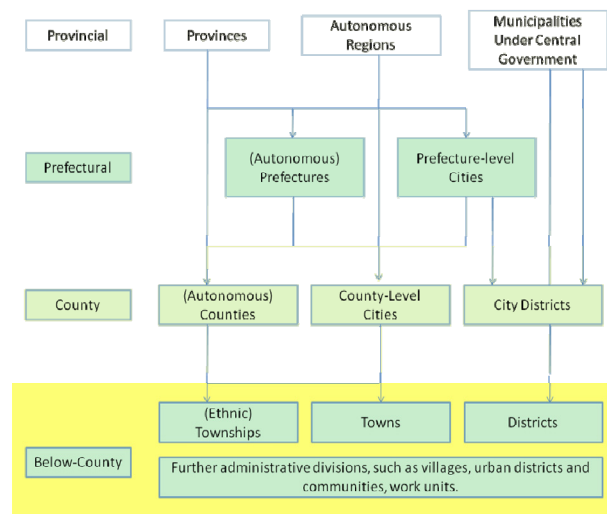 Provincial
Provinces
Autonomous
Regions
Municipalities
Under Central
Government
Prefectural
(Autonomous)
Prefectures
Prefecture-level
Cities
County
(Autonomous)
Counties
County-Level
Cities
City Districts
Below-County
(Ethnic)
Townships
Towns
Districts
Further administrative divisions, such as villages, urban districts and
communities, work units.